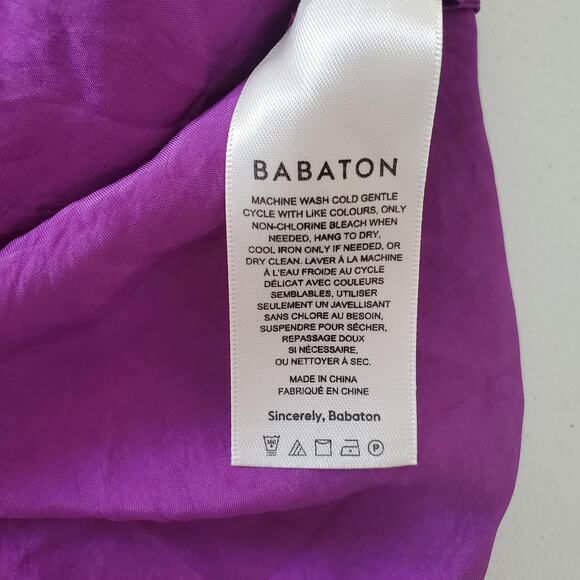 BABATON
MACHINE WASH COLD GENTLE
CYCLE WITH LIKE COLOURS, ONLY
NON-CHLORINE BLEACH WHEN
NEEDED, HANG TO DRY,
COOL IRON ONLY IF NEEDED, OR
DRY CLEAN. LAVER À LA MACHINE
À L'EAU FROIDE AU CYCLE
DÉLICAT AVEC COULEURS
SEMBLABLES, UTILISER
SEULEMENT UN JAVELLISANT
SANS CHLORE AU BESOIN,
SUSPENDRE POUR SÉCHER,
REPASSAGE DOUX
SI NÉCESSAIRE,
OU NETTOYER À SEC.
MADE IN CHINA
FABRIQUÉ EN CHINE
Sincerely, Babaton
P